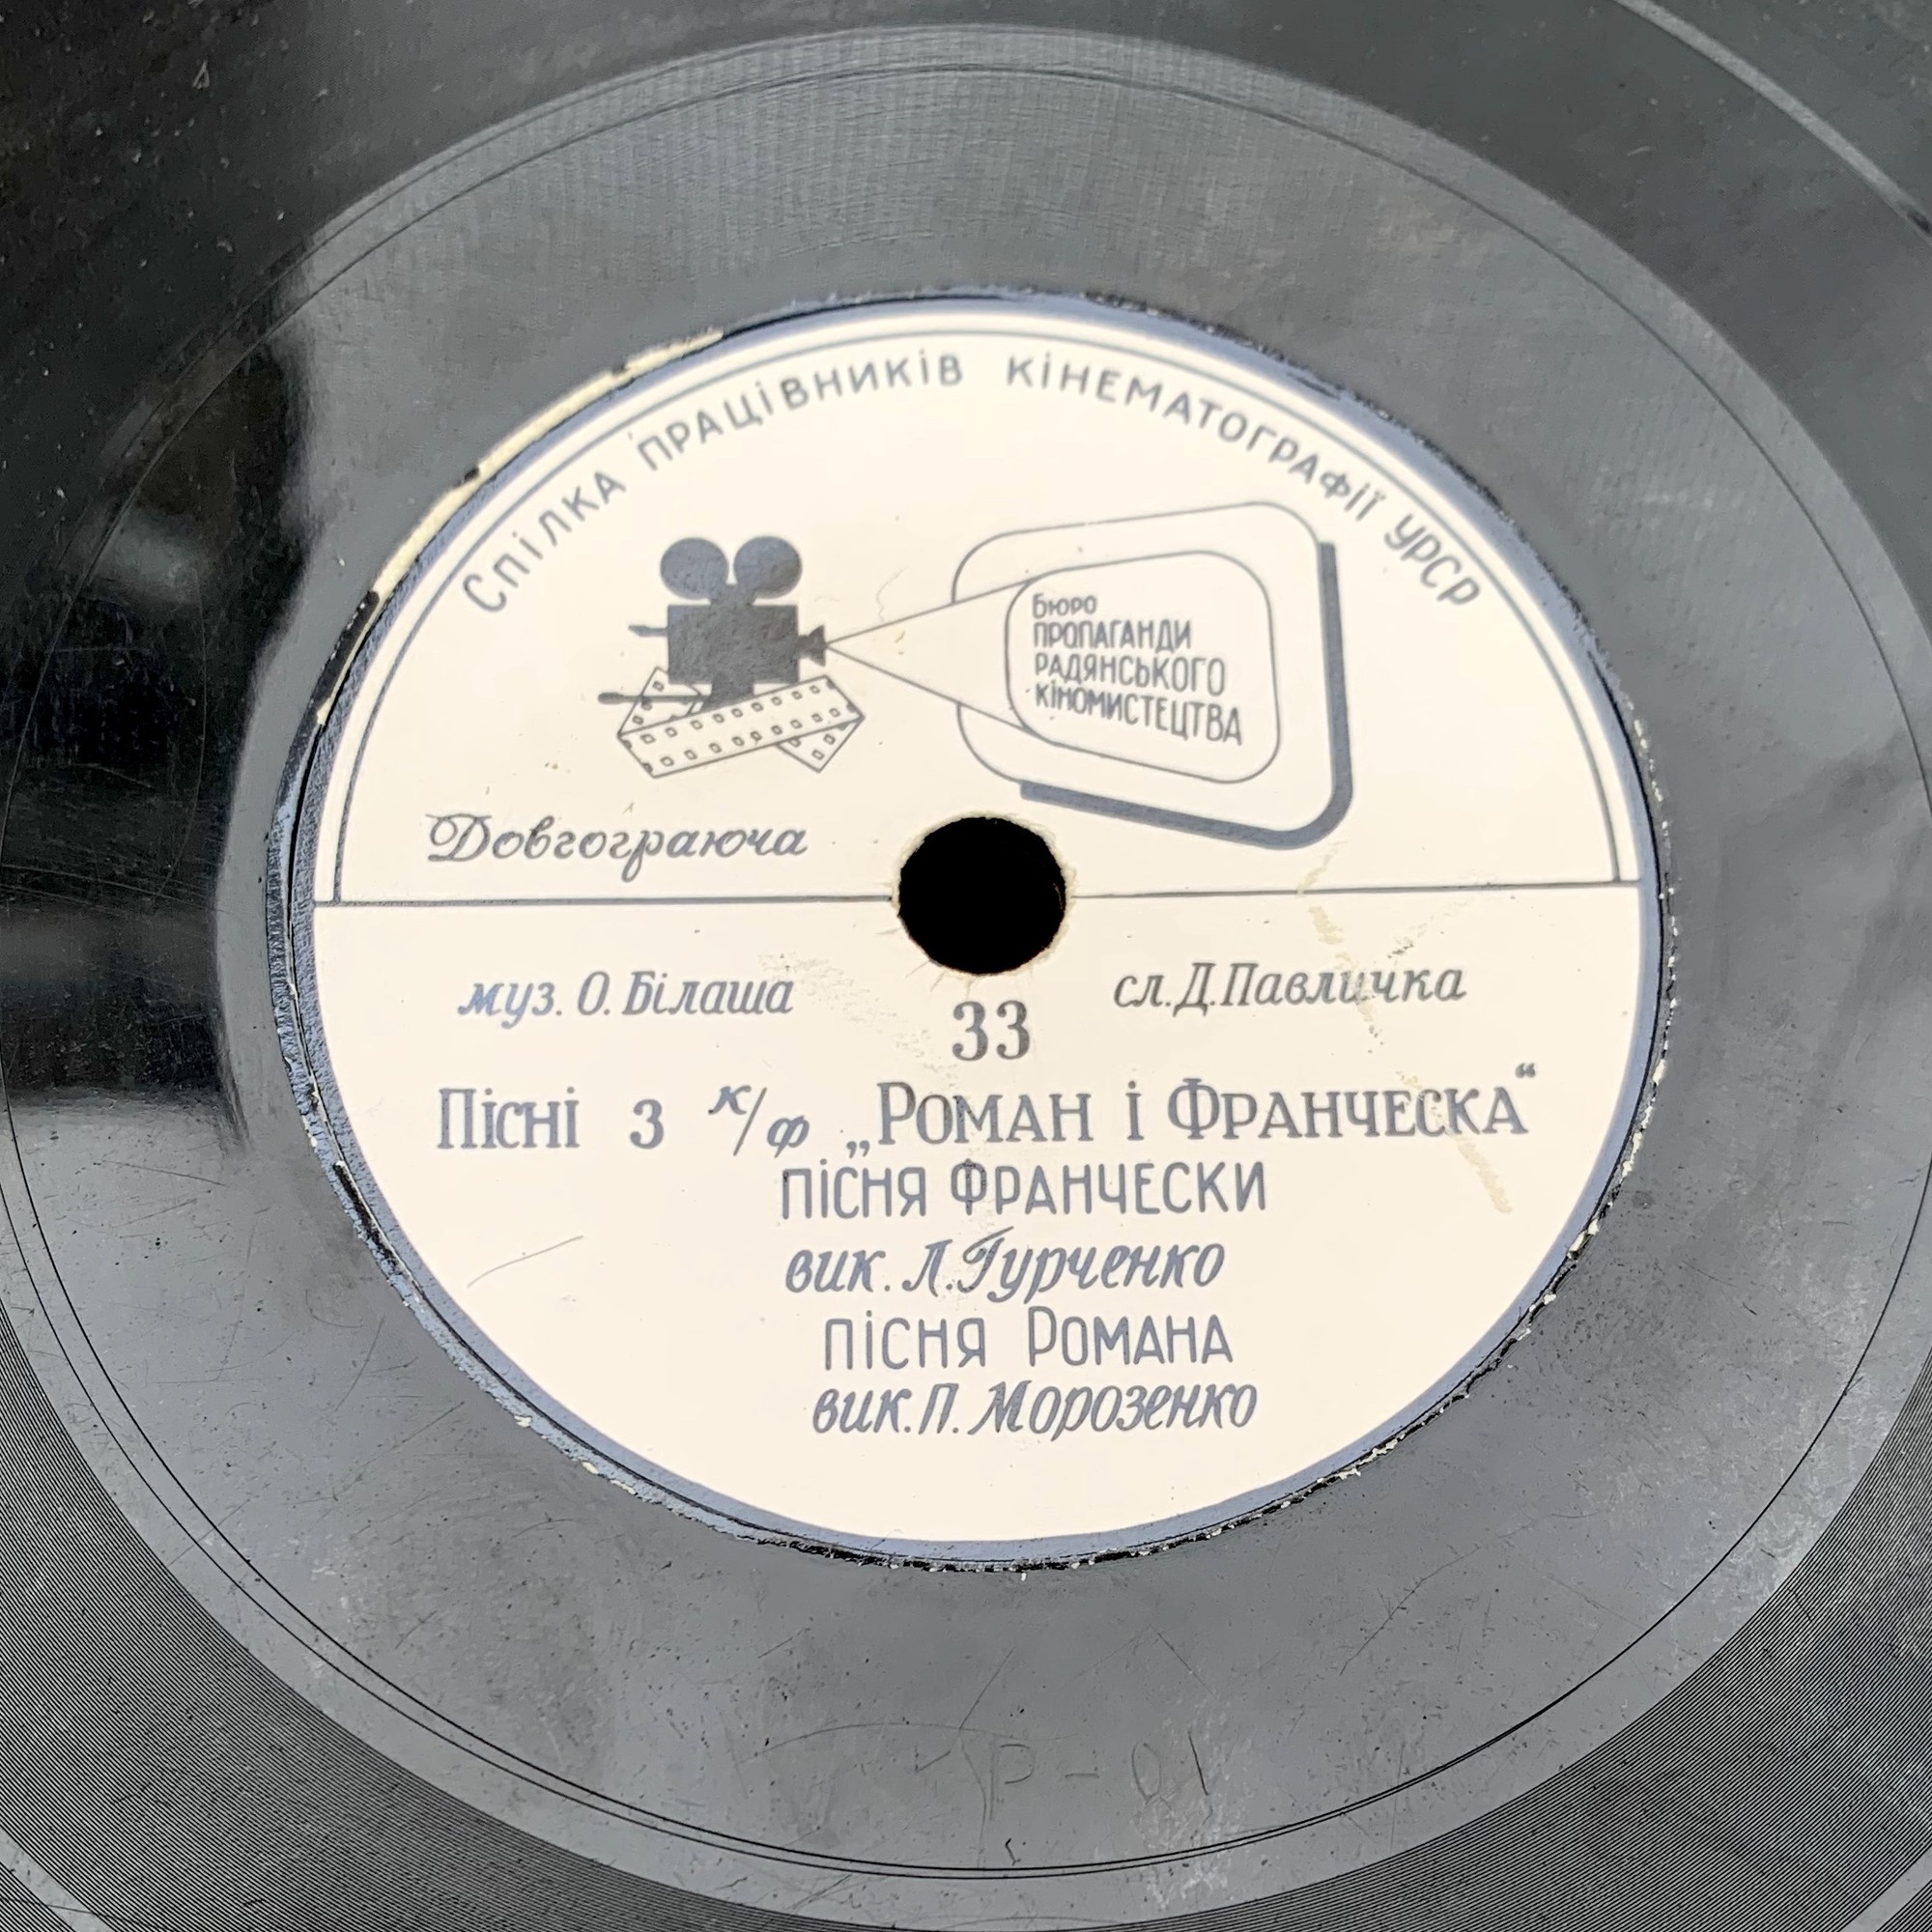 Спілка працівників кінематографії УРСР
Бюро
пропаганди
радянського
кіномистецтва
Довгограюча
муз. О. Білаша
сл. Д. Павличка
33
Пісні з к/ф „Роман і Франческа“
пісня Франчески
вик. Л. Гурченко
пісня Романа
вик. П. Морозенко
Р-01